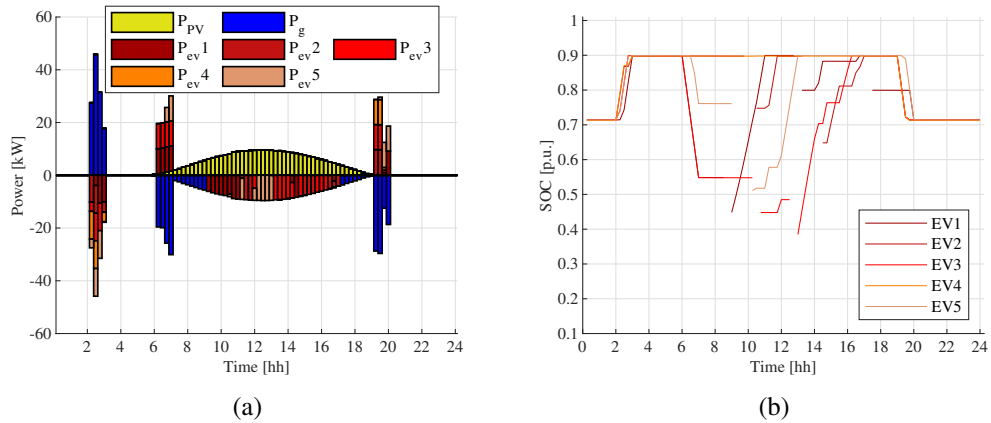 60
40
20
0
-20
-40
-60
Power [kW]
P_PV P_g
P_ev1 P_ev2 P_ev3
P_ev4 P_ev5
2 4 6 8 10 12 14 16 18 20 22 24
Time [hh]
(a)
1
0.9
0.8
0.7
0.6
0.5
0.4
0.3
0.2
0.1
SOC [p.u.]
EV1
EV2
EV3
EV4
EV5
0 2 4 6 8 10 12 14 16 18 20 22 24
Time [hh]
(b)